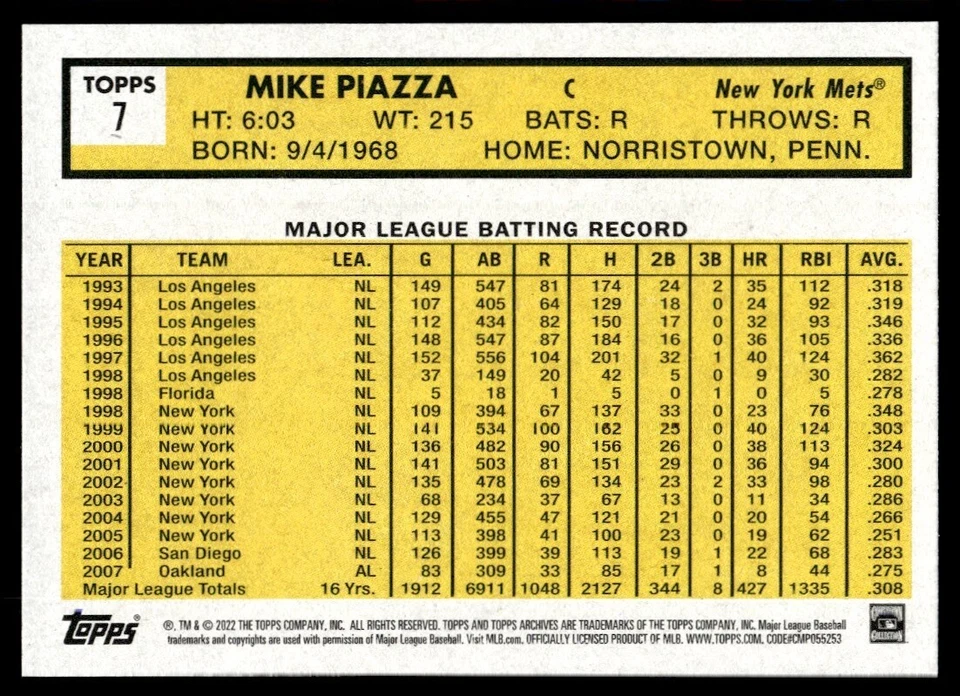 TOPPS
7
MIKE PIAZZA C New York Mets®
HT: 6:03 WT: 215 BATS: R THROWS: R
BORN: 9/4/1968 HOME: NORRISTOWN, PENN.
MAJOR LEAGUE BATTING RECORD
YEAR TEAM LEA. G AB R H 2B 3B HR RBI AVG.
1993 Los Angeles NL 149 547 81 174 24 2 35 112 .318
1994 Los Angeles NL 107 405 64 129 18 0 24 92 .319
1995 Los Angeles NL 112 434 82 150 17 0 32 93 .346
1996 Los Angeles NL 148 547 87 184 16 0 36 105 .336
1997 Los Angeles NL 152 556 104 201 32 1 40 124 .362
1998 Los Angeles NL 37 149 20 42 5 0 9 30 .282
1998 Florida NL 5 18 1 5 0 1 0 5 .278
1998 New York NL 109 394 67 137 33 0 23 76 .348
1999 New York NL 141 534 100 162 25 0 40 124 .303
2000 New York NL 136 482 90 156 26 0 38 113 .324
2001 New York NL 141 503 81 151 29 0 36 94 .300
2002 New York NL 135 478 69 134 23 2 33 98 .280
2003 New York NL 68 234 37 67 13 0 11 34 .286
2004 New York NL 129 455 47 121 21 0 20 54 .266
2005 New York NL 113 398 41 100 23 0 19 62 .251
2006 San Diego NL 126 399 39 113 19 1 22 68 .283
2007 Oakland AL 83 309 33 85 17 1 8 44 .275
Major League Totals 16 Yrs. 1912 6911 1048 2127 344 8 427 1335 .308
Topps®
®, TM & © 2022 THE TOPPS COMPANY, INC. ALL RIGHTS RESERVED. TOPPS AND TOPPS ARCHIVES ARE TRADEMARKS OF THE TOPPS COMPANY, INC. Major League Baseball
trademarks and copyrights are used with permission of Major League Baseball. Visit MLB.com. OFFICIALLY LICENSED PRODUCT OF MLB. WWW.TOPPS.COM. CODE#CMP055253